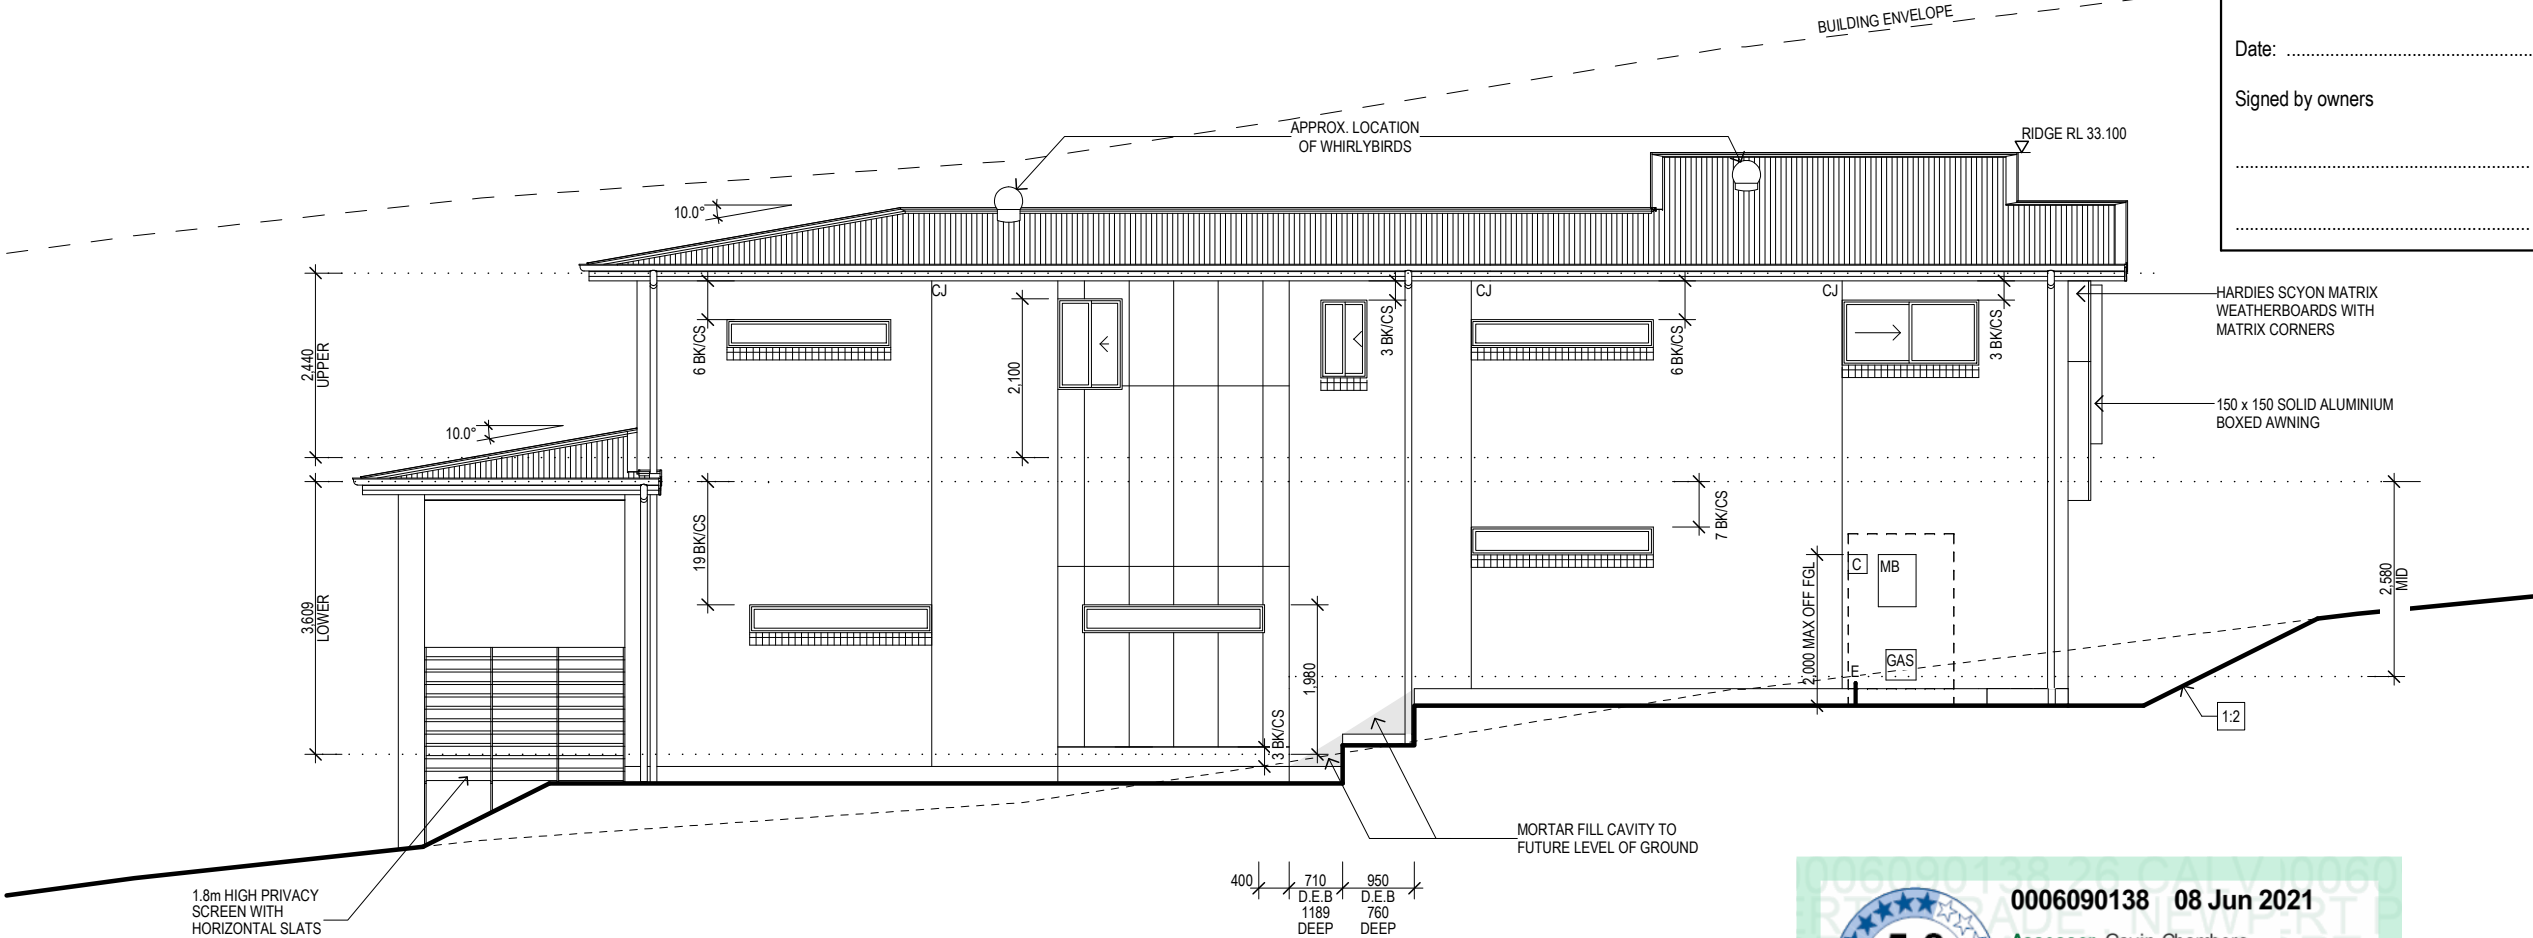 BUILDING ENVELOPE
Date:
Signed by owners
APPROX. LOCATION
OF WHIRLYBIRDS
RIDGE RL 33.100
10.0°
CJ
CJ
CJ
HARDIES SCYON MATRIX
WEATHERBOARDS WITH
MATRIX CORNERS
6 BK/CS
3 BK/CS
6 BK/CS
3 BK/CS
2,440
UPPER
2,100
150 x 150 SOLID ALUMINIUM
BOXED AWNING
10.0°
19 BK/CS
7 BK/CS
3,609
LOWER
2,000 MAX OFF FGL
C
MB
2,580
MID
GAS
E
1,980
3 BK/CS
1:2
MORTAR FILL CAVITY TO
FUTURE LEVEL OF GROUND
1.8m HIGH PRIVACY
SCREEN WITH
HORIZONTAL SLATS
400
710
D.E.B
1189
DEEP
950
D.E.B
760
DEEP
0006090138 08 Jun 2021
Assessor Gavin Chambers